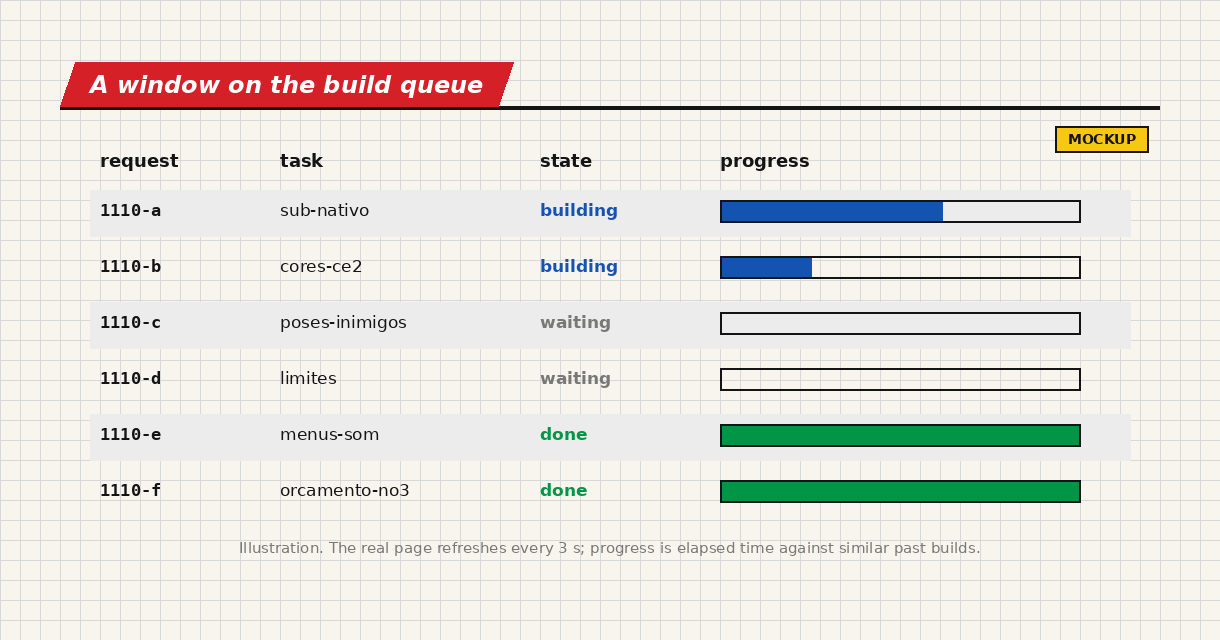 A window on the build queue
MOCKUP
request task state progress
1110-a sub-nativo building
1110-b cores-ce2 building
1110-c poses-inimigos waiting
1110-d limites waiting
1110-e menus-som done
1110-f orcamento-no3 done
Illustration. The real page refreshes every 3 s; progress is elapsed time against similar past builds.